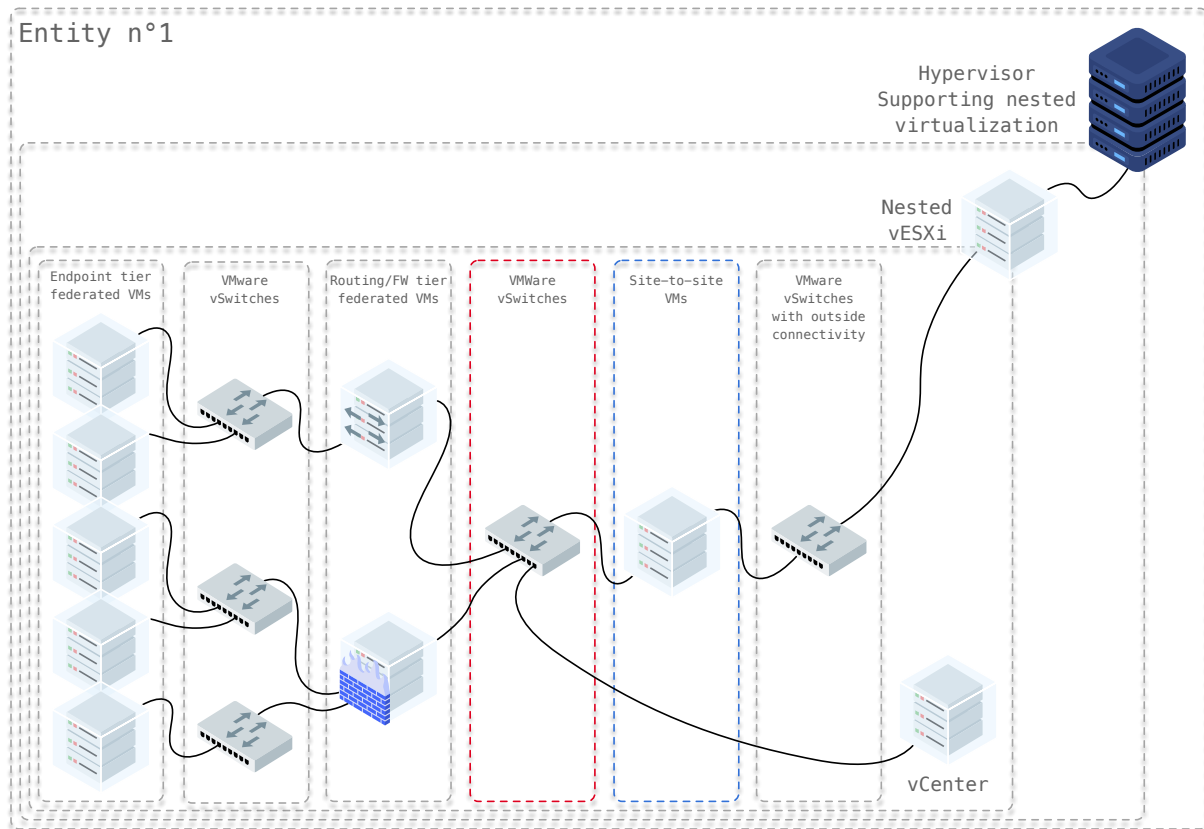 Entity n°1
Hypervisor
Supporting nested
virtualization
Nested
vESXi
Endpoint tier
federated VMs
VMware
vSwitches
Routing/FW tier
federated VMs
VMWare
vSwitches
Site-to-site
VMs
VMware
vSwitches
with outside
connectivity
vCenter